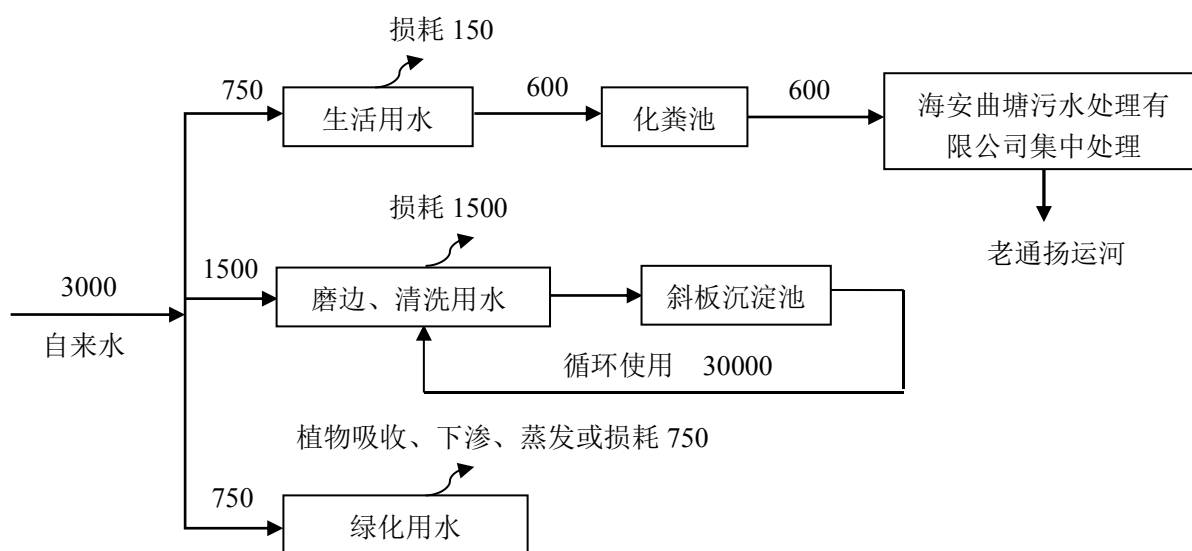 损耗 150
750
生活用水
600
化粪池
600
海安曲塘污水处理有
限公司集中处理
老通扬运河
损耗 1500
3000
自来水
1500
磨边、清洗用水
斜板沉淀池
循环使用 30000
植物吸收、下渗、蒸发或损耗 750
750
绿化用水